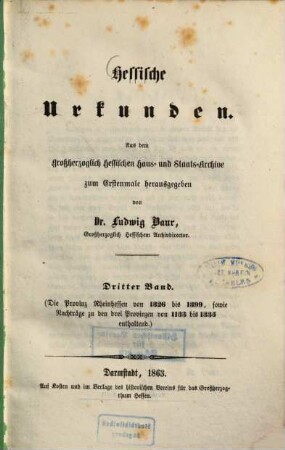 Hessische
Urkunden.
Aus dem
Großherzoglich Hessischen Haus- und Staats-Archive
zum Erstenmale herausgegeben
von
Dr. Ludwig Baur,
Großherzoglich Hessischem Archivdirector.
Dritter Band.
(Die Provinz Rheinhessen von 1326 bis 1399, sowie
Nachträge zu den drei Provinzen von 1133 bis 1335
enthaltend.)
Darmstadt, 1863.
Auf Kosten und im Verlage des historischen Vereins für das Großherzog-
thum Hessen.